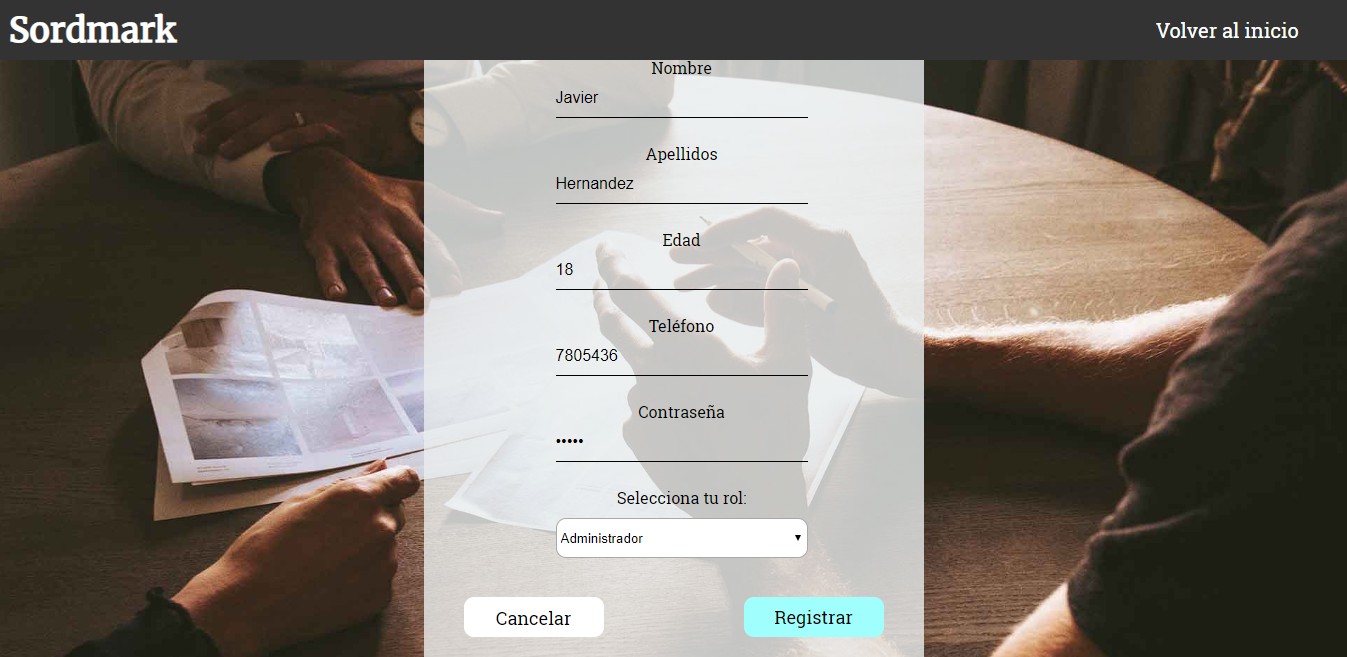 Sordmark
Volver al inicio
Nombre
Javier
Apellidos
Hernandez
Edad
18
Teléfono
7805436
Contraseña
•••••
Selecciona tu rol:
Administrador
Cancelar
Registrar